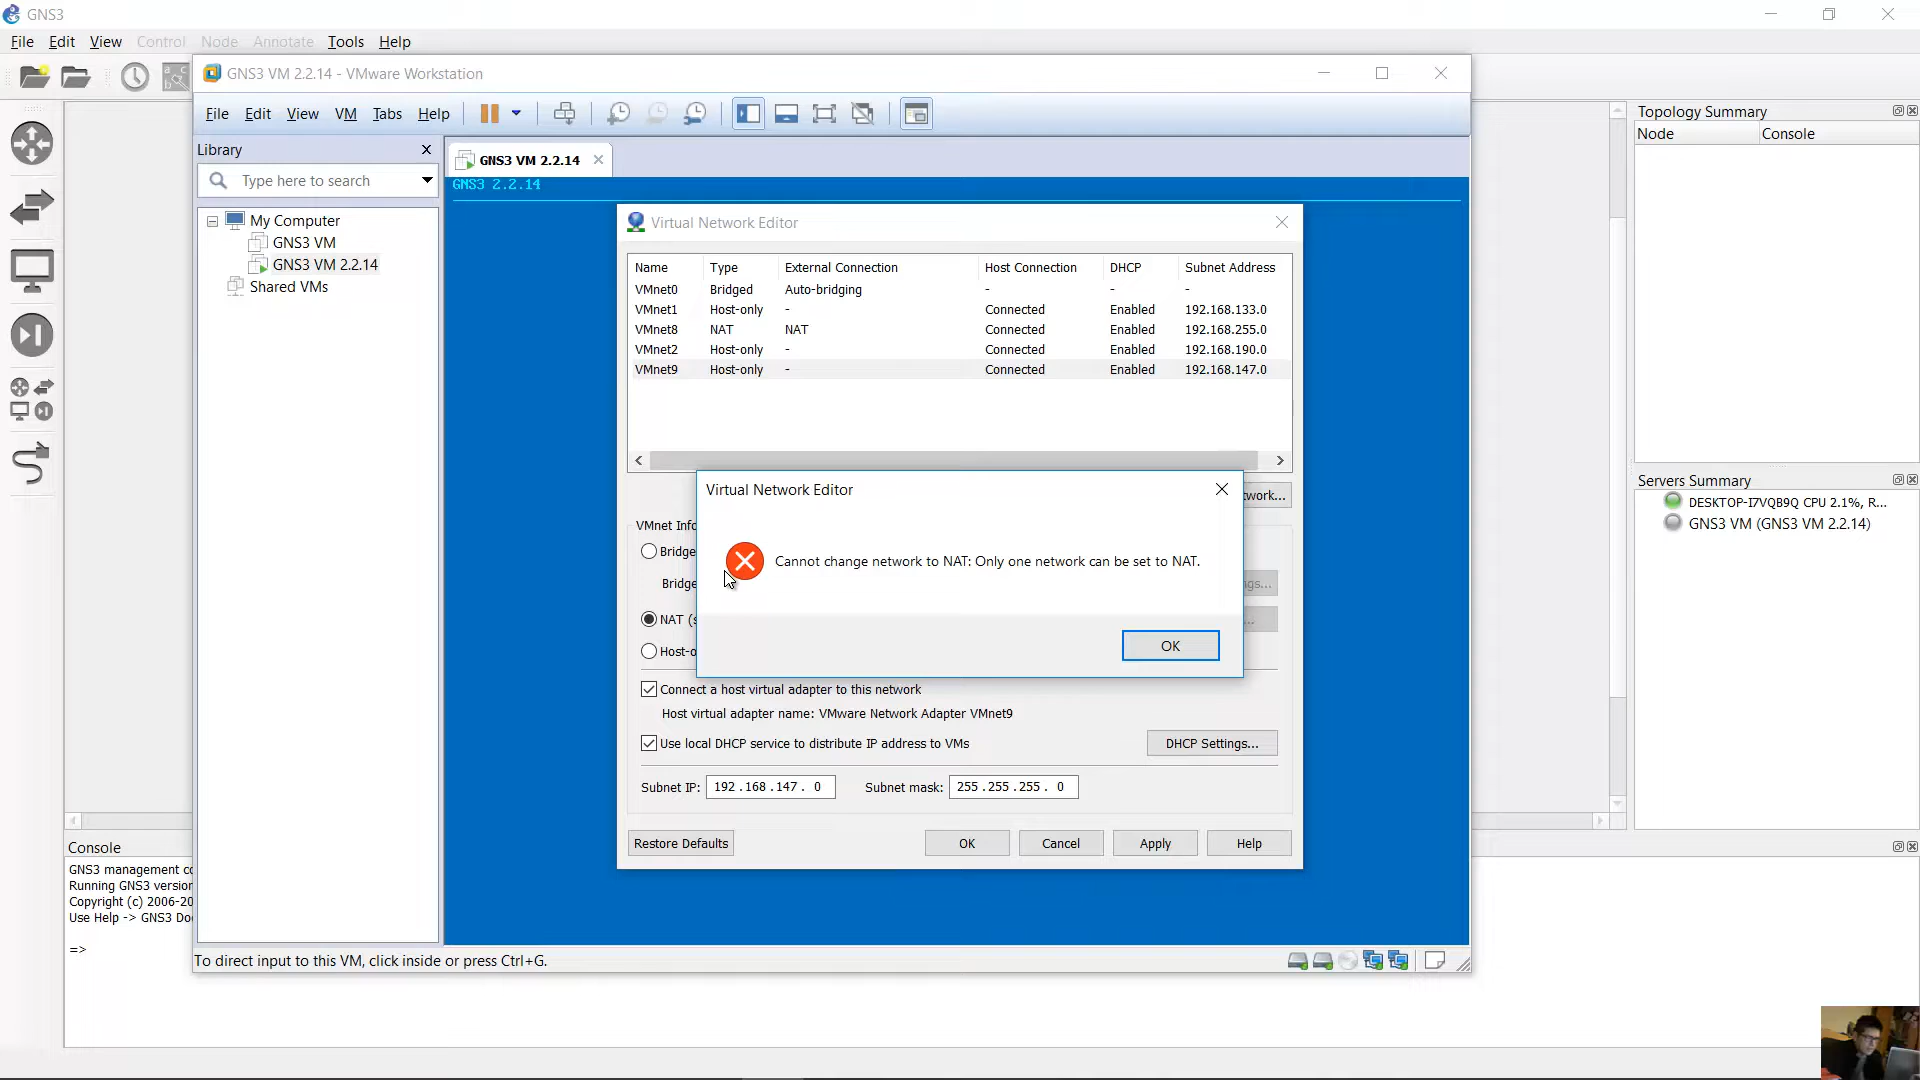 GNS3
File Edit View Control Node Annotate Tools Help
GNS3 VM 2.2.14 - VMware Workstation
File Edit View VM Tabs Help
Library
Type here to search
My Computer
GNS3 VM
GNS3 VM 2.2.14
Shared VMs
GNS3 VM 2.2.14
GNS3 2.2.14
Virtual Network Editor
Name Type External Connection Host Connection DHCP Subnet Address
VMnet0 Bridged Auto-bridging - - -
VMnet1 Host-only - Connected Enabled 192.168.133.0
VMnet8 NAT NAT Connected Enabled 192.168.255.0
VMnet2 Host-only - Connected Enabled 192.168.190.0
VMnet9 Host-only - Connected Enabled 192.168.147.0
twork...
VMnet Info
Bridge
Bridge
gs...
NAT (s
...
Host-o
Virtual Network Editor
Cannot change network to NAT: Only one network can be set to NAT.
OK
Connect a host virtual adapter to this network
Host virtual adapter name: VMware Network Adapter VMnet9
Use local DHCP service to distribute IP address to VMs
DHCP Settings...
Subnet IP: 192 . 168 . 147 . 0 Subnet mask: 255 . 255 . 255 . 0
Restore Defaults OK Cancel Apply Help
To direct input to this VM, click inside or press Ctrl+G.
Topology Summary
Node Console
Servers Summary
DESKTOP-I7VQB9Q CPU 2.1%, R...
GNS3 VM (GNS3 VM 2.2.14)
Console
GNS3 management co
Running GNS3 version
Copyright (c) 2006-20
Use Help -> GNS3 Do
=>